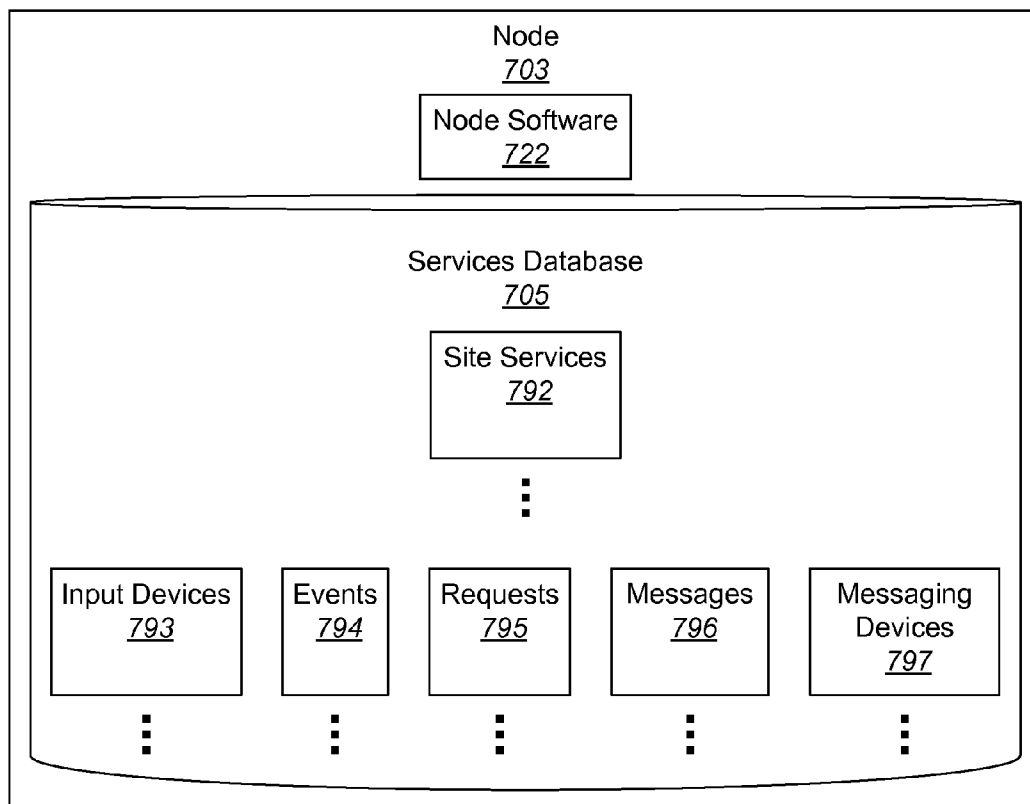 Node
703
Node Software
722
Services Database
705
Site Services
792
Input Devices
793
Events
794
Requests
795
Messages
796
Messaging
Devices
797